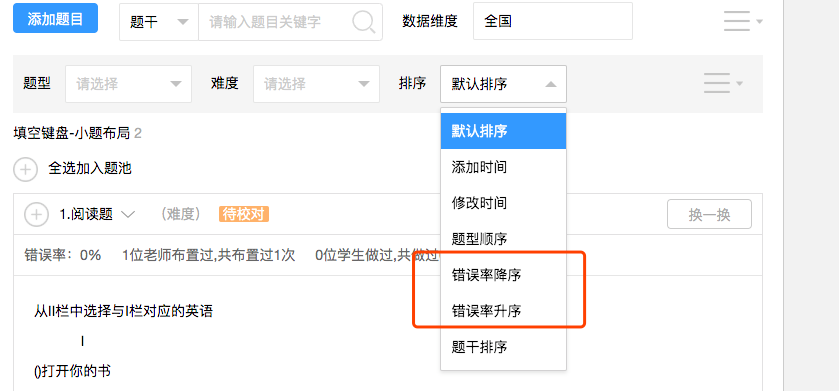 添加题目 题干 请输入题目关键字 数据维度 全国
题型 请选择 难度 请选择 排序 默认排序
填空键盘-小题布局 2
默认排序
全选加入题池
添加时间
修改时间
1.阅读题 （难度） 待校对 换一换
题型顺序
错误率：0% 1位老师布置过,共布置过1次 0位学生做过,共做过
错误率降序
错误率升序
从II栏中选择与I栏对应的英语
I
题干排序
()打开你的书